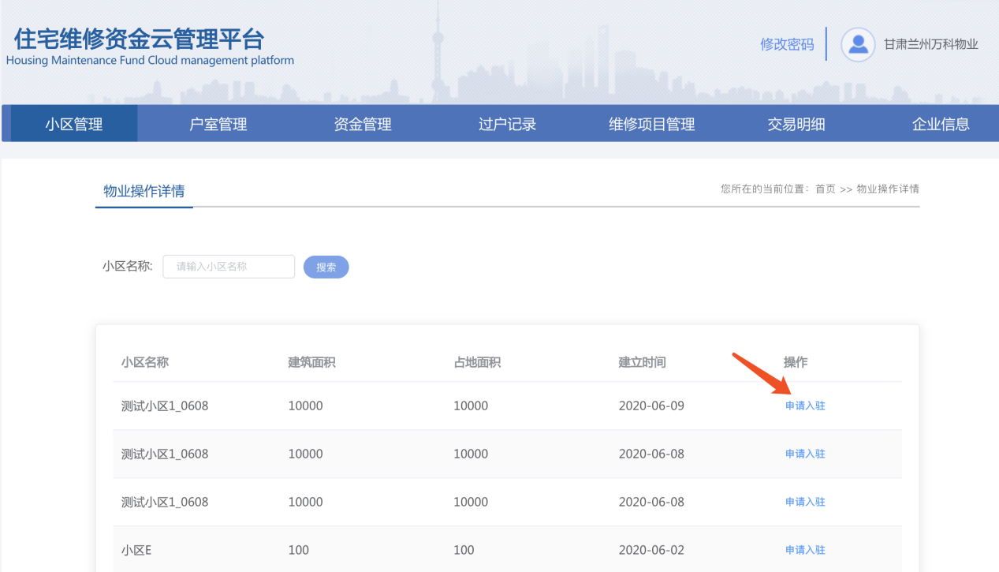 住宅维修资金云管理平台
Housing Maintenance Fund Cloud management platform
修改密码 甘肃兰州万科物业
小区管理 户室管理 资金管理 过户记录 维修项目管理 交易明细 企业信息
物业操作详情 您所在的当前位置: 首页 >> 物业操作详情
小区名称: 请输入小区名称 搜索
小区名称 建筑面积 占地面积 建立时间 操作
测试小区1_0608 10000 10000 2020-06-09 申请入驻
测试小区1_0608 10000 10000 2020-06-08 申请入驻
测试小区1_0608 10000 10000 2020-06-08 申请入驻
小区E 100 100 2020-06-02 申请入驻